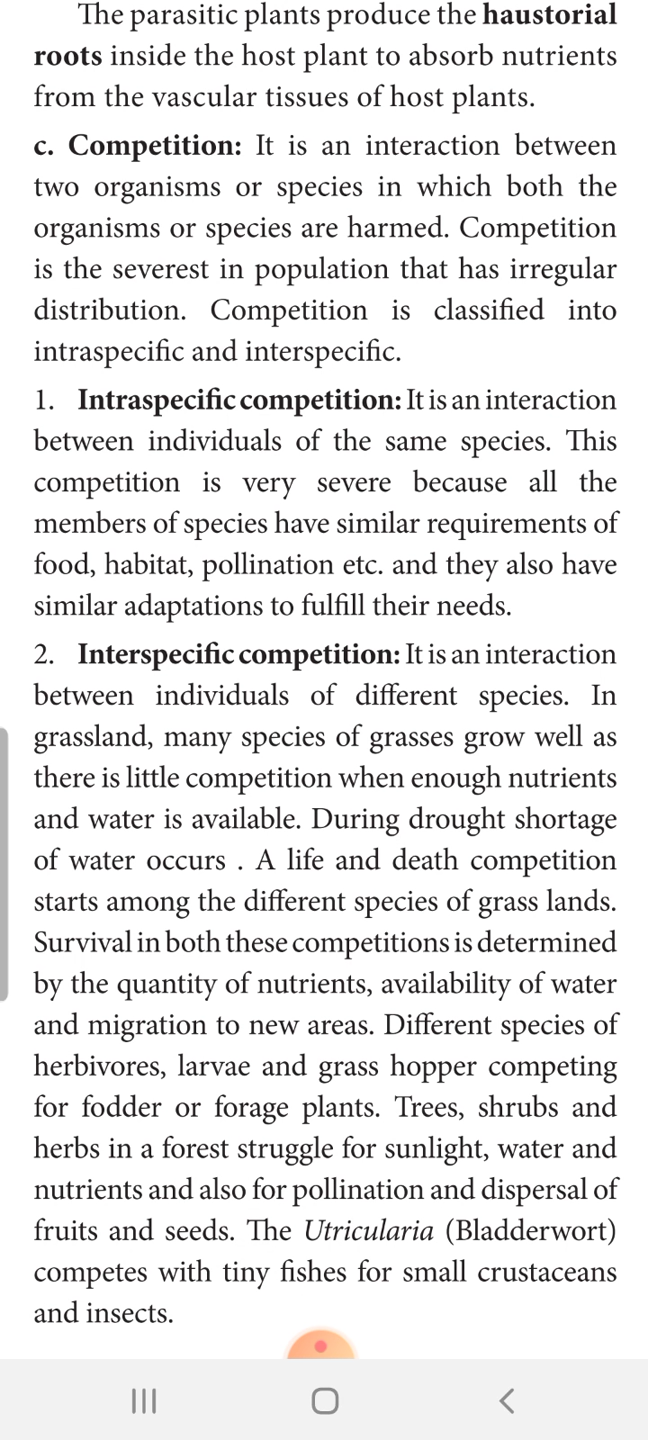 The parasitic plants produce the haustorial
roots inside the host plant to absorb nutrients
from the vascular tissues of host plants.
c. Competition: It is an interaction between
two organisms or species in which both the
organisms or species are harmed. Competition
is the severest in population that has irregular
distribution. Competition is classified into
intraspecific and interspecific.
1. Intraspecific competition: It is an interaction
between individuals of the same species. This
competition is very severe because all the
members of species have similar requirements of
food, habitat, pollination etc. and they also have
similar adaptations to fulfill their needs.
2. Interspecific competition: It is an interaction
between individuals of different species. In
grassland, many species of grasses grow well as
there is little competition when enough nutrients
and water is available. During drought shortage
of water occurs . A life and death competition
starts among the different species of grass lands.
Survival in both these competitions is determined
by the quantity of nutrients, availability of water
and migration to new areas. Different species of
herbivores, larvae and grass hopper competing
for fodder or forage plants. Trees, shrubs and
herbs in a forest struggle for sunlight, water and
nutrients and also for pollination and dispersal of
fruits and seeds. The Utricularia (Bladderwort)
competes with tiny fishes for small crustaceans
and insects.